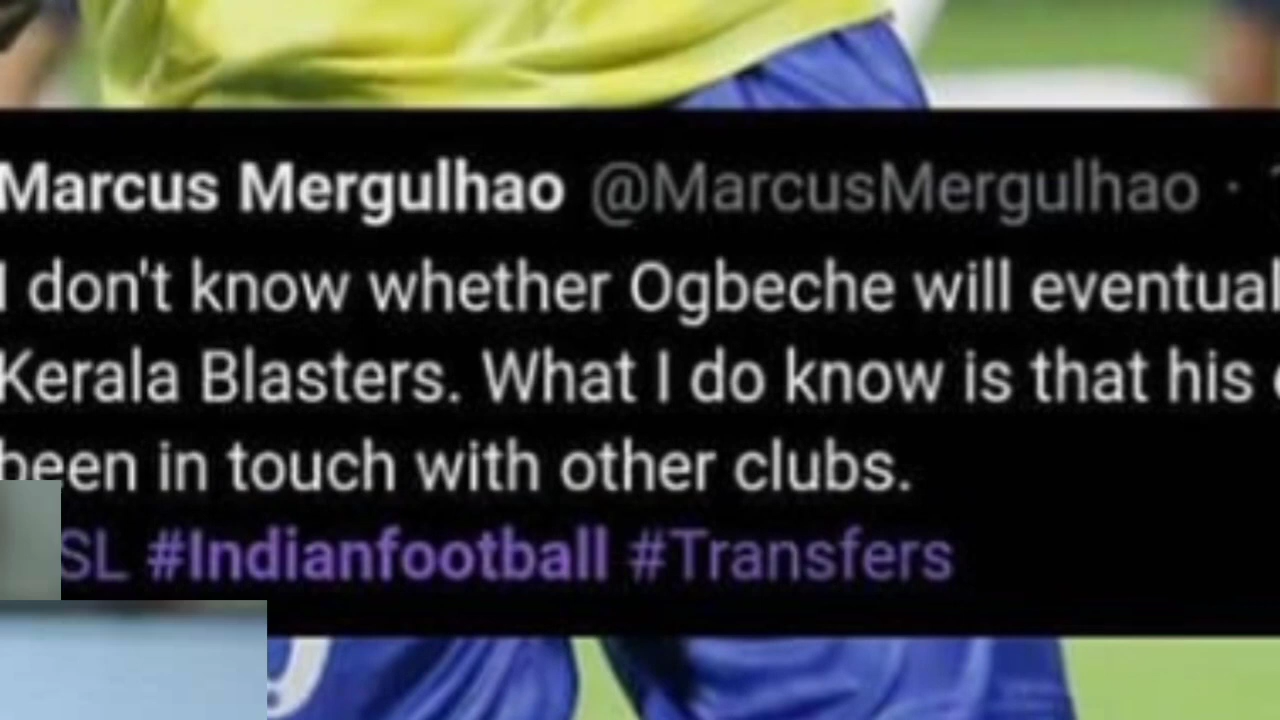 Marcus Mergulhao @MarcusMergulhao ·
I don't know whether Ogbeche will eventual
Kerala Blasters. What I do know is that his
been in touch with other clubs.
SL #Indianfootball #Transfers